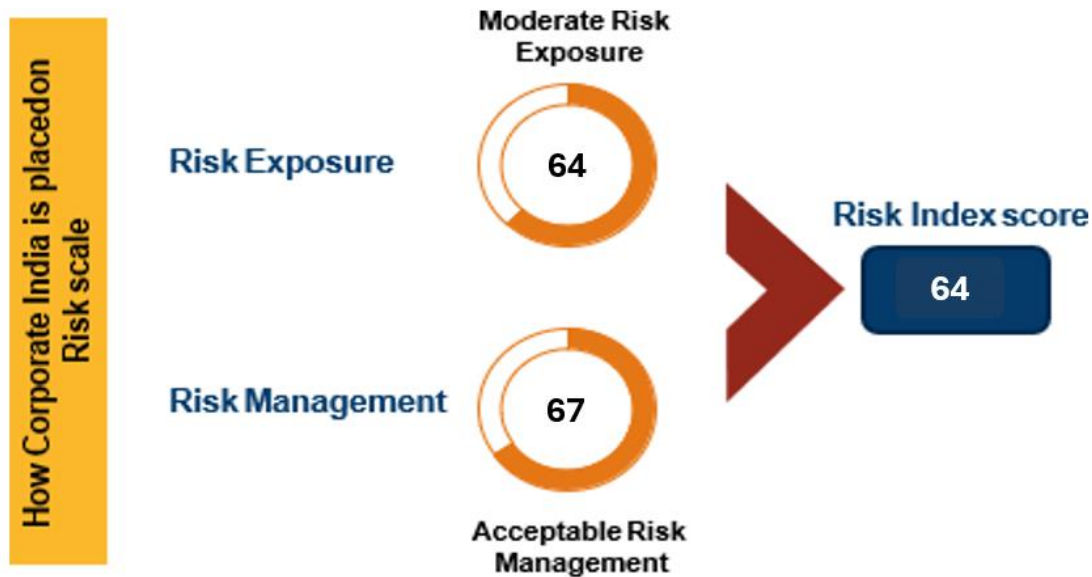 How Corporate India is placedon
Risk scale
Moderate Risk
Exposure
Risk Exposure
64
Risk Index score
64
Risk Management
67
Acceptable Risk
Management